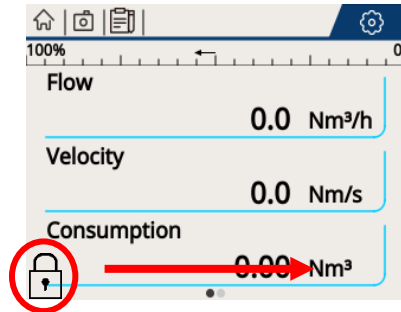 100% 0
Flow
0.0 Nm³/h
Velocity
0.0 Nm/s
Consumption
0.00 Nm³